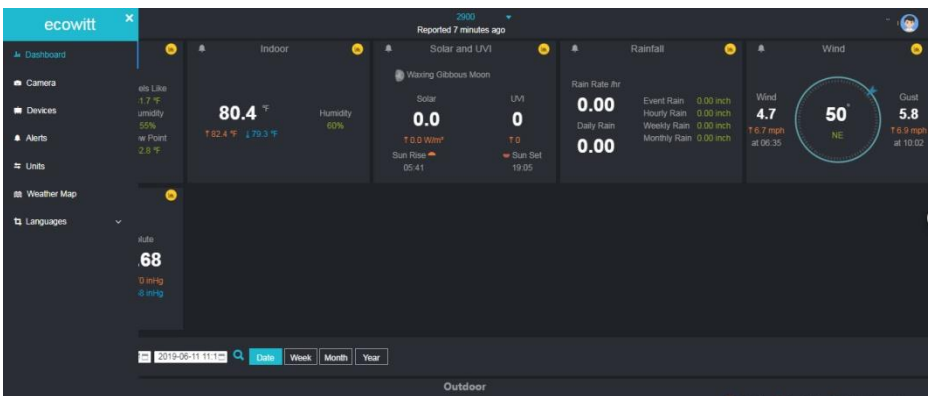 ecowitt
×
2900
Reported 7 minutes ago
Dashboard
Camera
Devices
Alerts
Units
Weather Map
Languages
els Like
1.7 °F
umidity
55%
w Point
2.8 °F
Indoor
80.4 °F
Humidity
60%
↑82.4 °F ↓79.3 °F
Solar and UVI
Waxing Gibbous Moon
Solar UVI
0.0 0
↑0.0 W/m² ↑0
Sun Rise Sun Set
05:41 19:05
Rainfall
Rain Rate /hr
0.00
Daily Rain
0.00
Event Rain 0.00 inch
Hourly Rain 0.00 inch
Weekly Rain 0.00 inch
Monthly Rain 0.00 inch
Wind
Wind
4.7
↑6.7 mph
at 06:35
50°
NE
Gust
5.8
↑6.9 mph
at 10:02
olute
.68
0 inHg
8 inHg
2019-06-11 11:1
Date Week Month Year
Outdoor